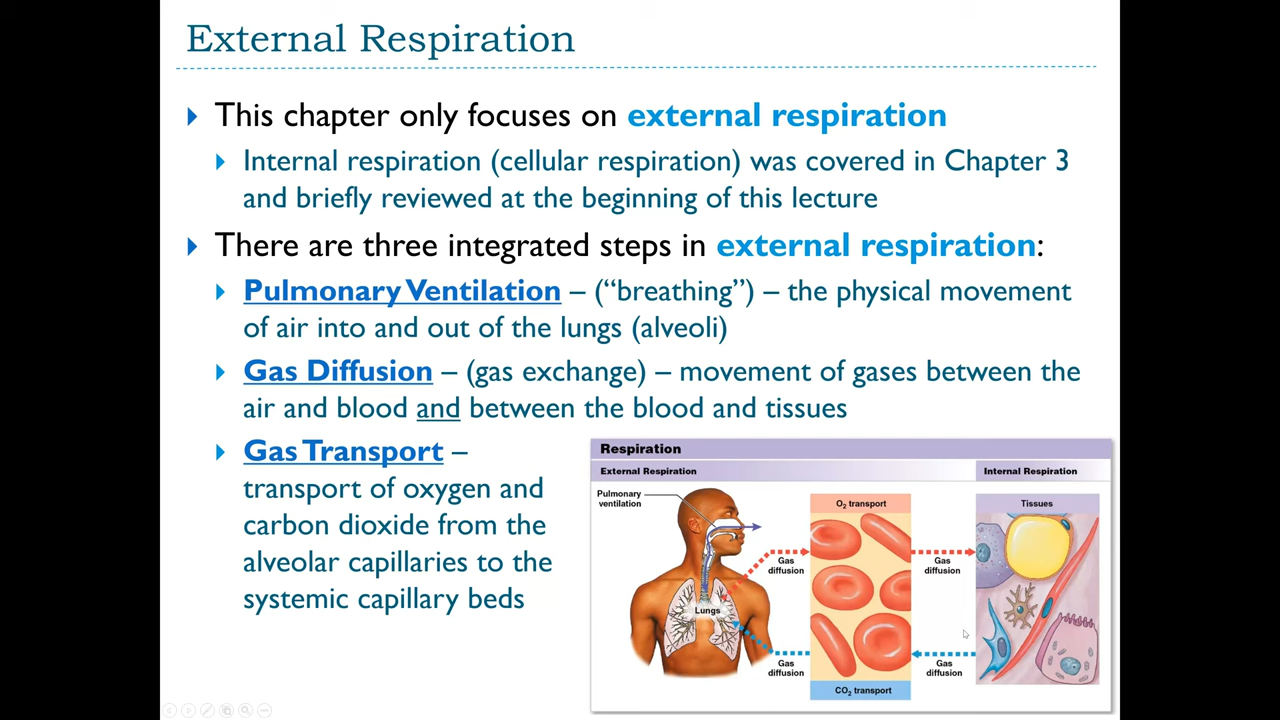 External Respiration
This chapter only focuses on external respiration
Internal respiration (cellular respiration) was covered in Chapter 3
and briefly reviewed at the beginning of this lecture
There are three integrated steps in external respiration:
Pulmonary Ventilation – (“breathing”) – the physical movement
of air into and out of the lungs (alveoli)
Gas Diffusion – (gas exchange) – movement of gases between the
air and blood and between the blood and tissues
Gas Transport –
transport of oxygen and
carbon dioxide from the
alveolar capillaries to the
systemic capillary beds
Respiration
External Respiration
Internal Respiration
Pulmonary
ventilation
O₂ transport
Tissues
Gas
diffusion
Gas
diffusion
Lungs
Gas
diffusion
Gas
diffusion
CO₂ transport